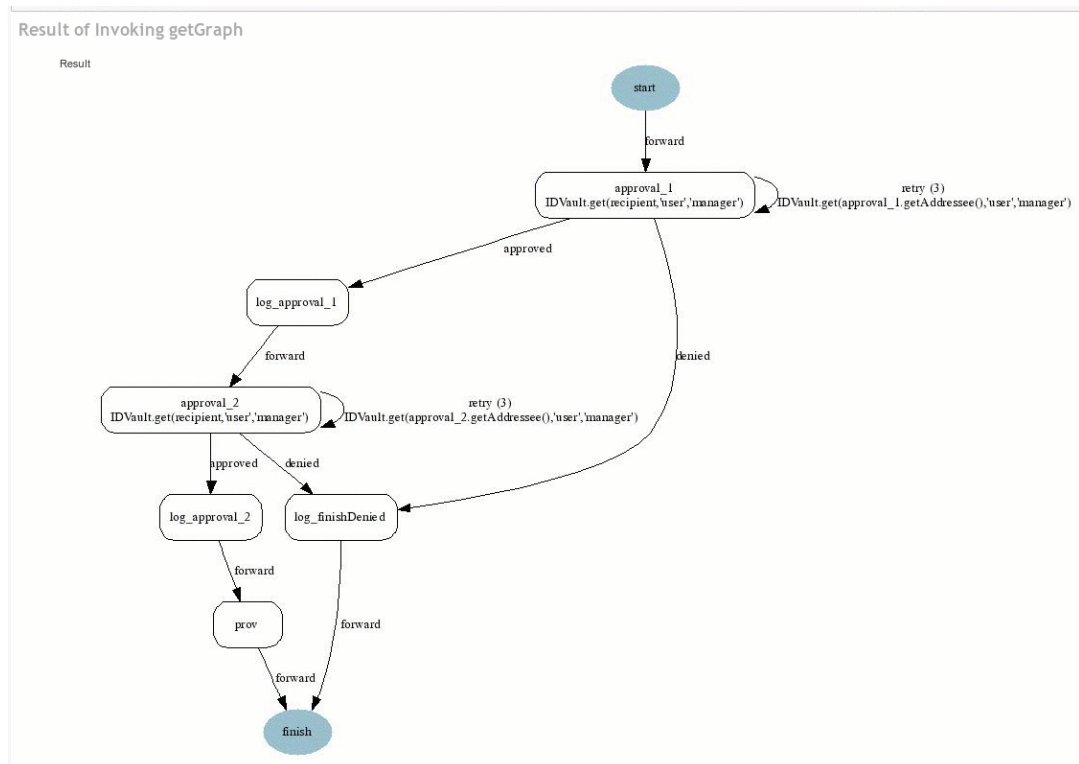 Result of Invoking getGraph
Result
start
forward
approval_1
IDVault.get(recipient,'user','manager')
retry (3)
IDVault.get(approval_1.getAddressee(),'user','manager')
approved
log_approval_1
forward
denied
approval_2
IDVault.get(recipient,'user','manager')
retry (3)
IDVault.get(approval_2.getAddressee(),'user','manager')
approved
denied
log_approval_2
log_finishDenied
forward
prov
forward
forward
finish